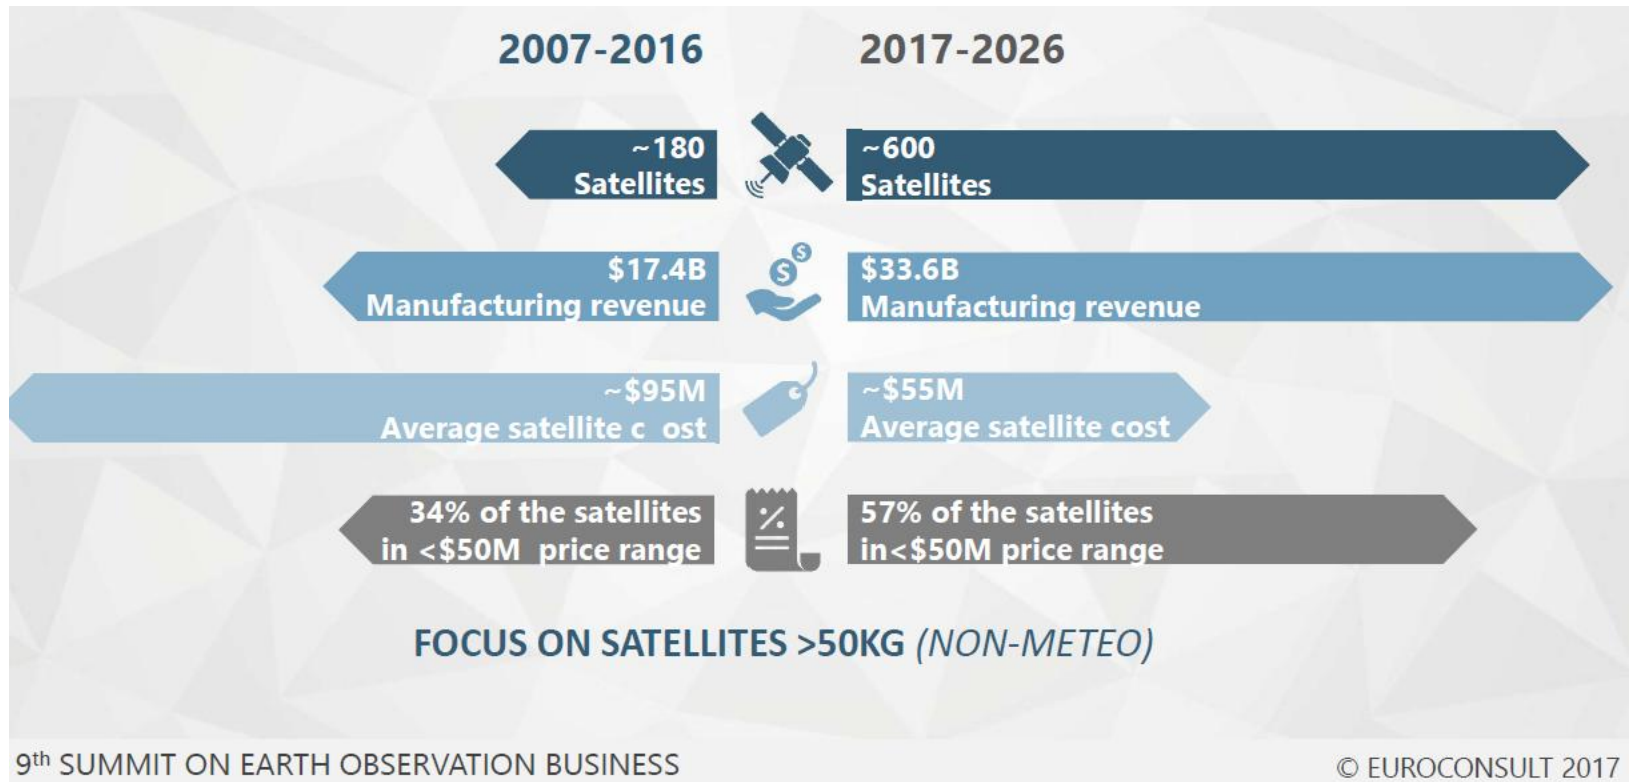 2007-2016
2017-2026
~180
Satellites
~600
Satellites
$17.4B
Manufacturing revenue
$33.6B
Manufacturing revenue
~$95M
Average satellite c ost
~$55M
Average satellite cost
34% of the satellites
in <$50M price range
57% of the satellites
in<$50M price range
FOCUS ON SATELLITES >50KG (NON-METEO)
9th SUMMIT ON EARTH OBSERVATION BUSINESS
© EUROCONSULT 2017